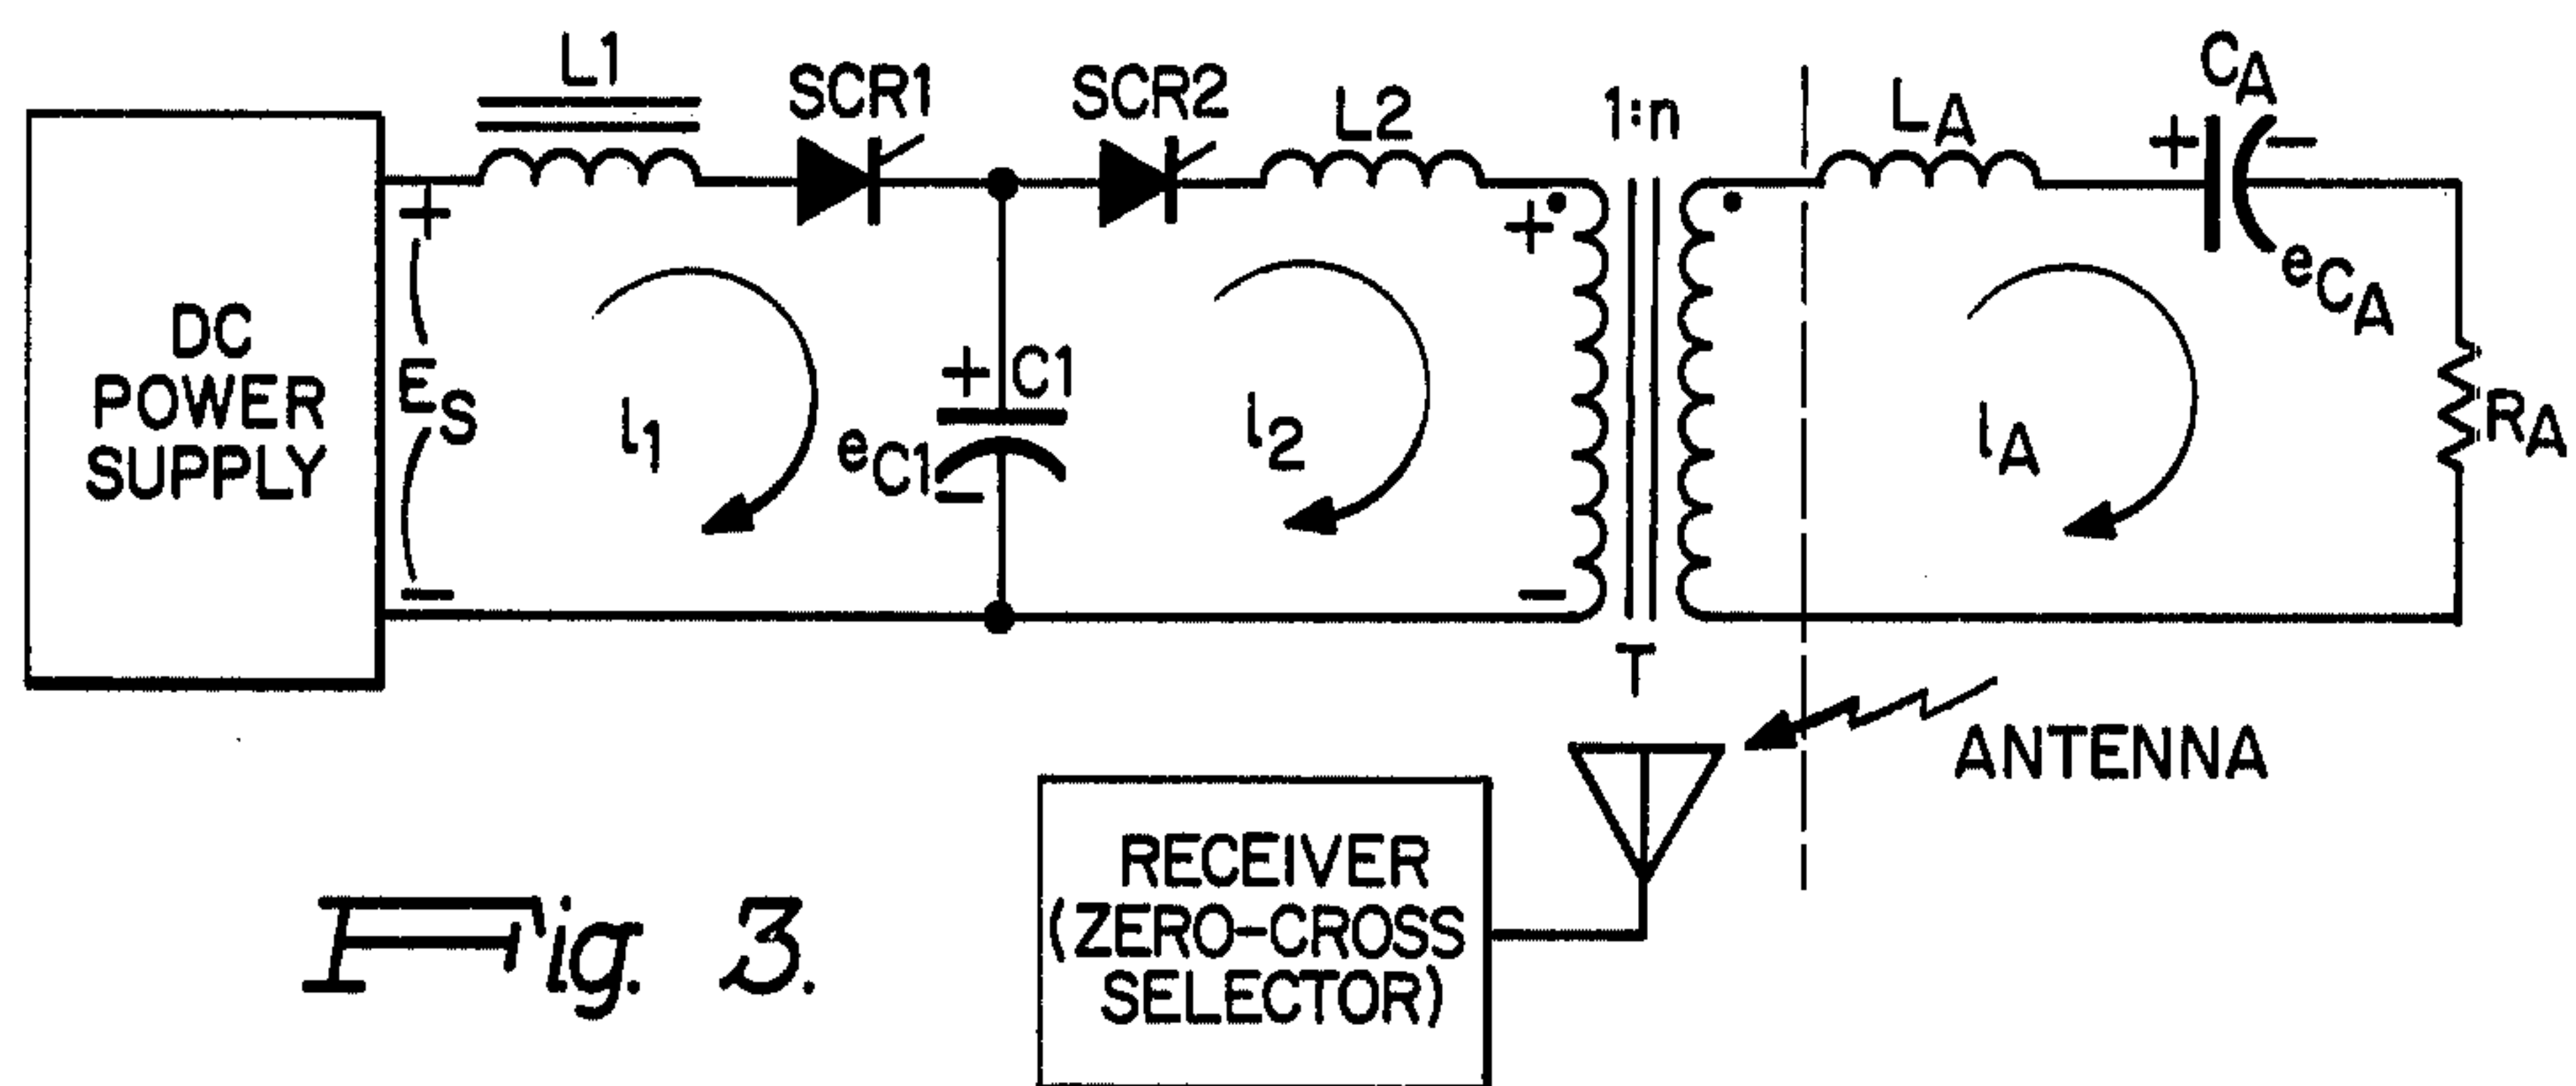 L1
SCR1
SCR2
L2
1:n
LA
CA
+
-
+
+
eCA
DC
POWER
SUPPLY
ES
i1
+
C1
eC1
-
i2
iA
RA
-
-
T
ANTENNA
RECEIVER
(ZERO-CROSS
SELECTOR)
Fig. 3.